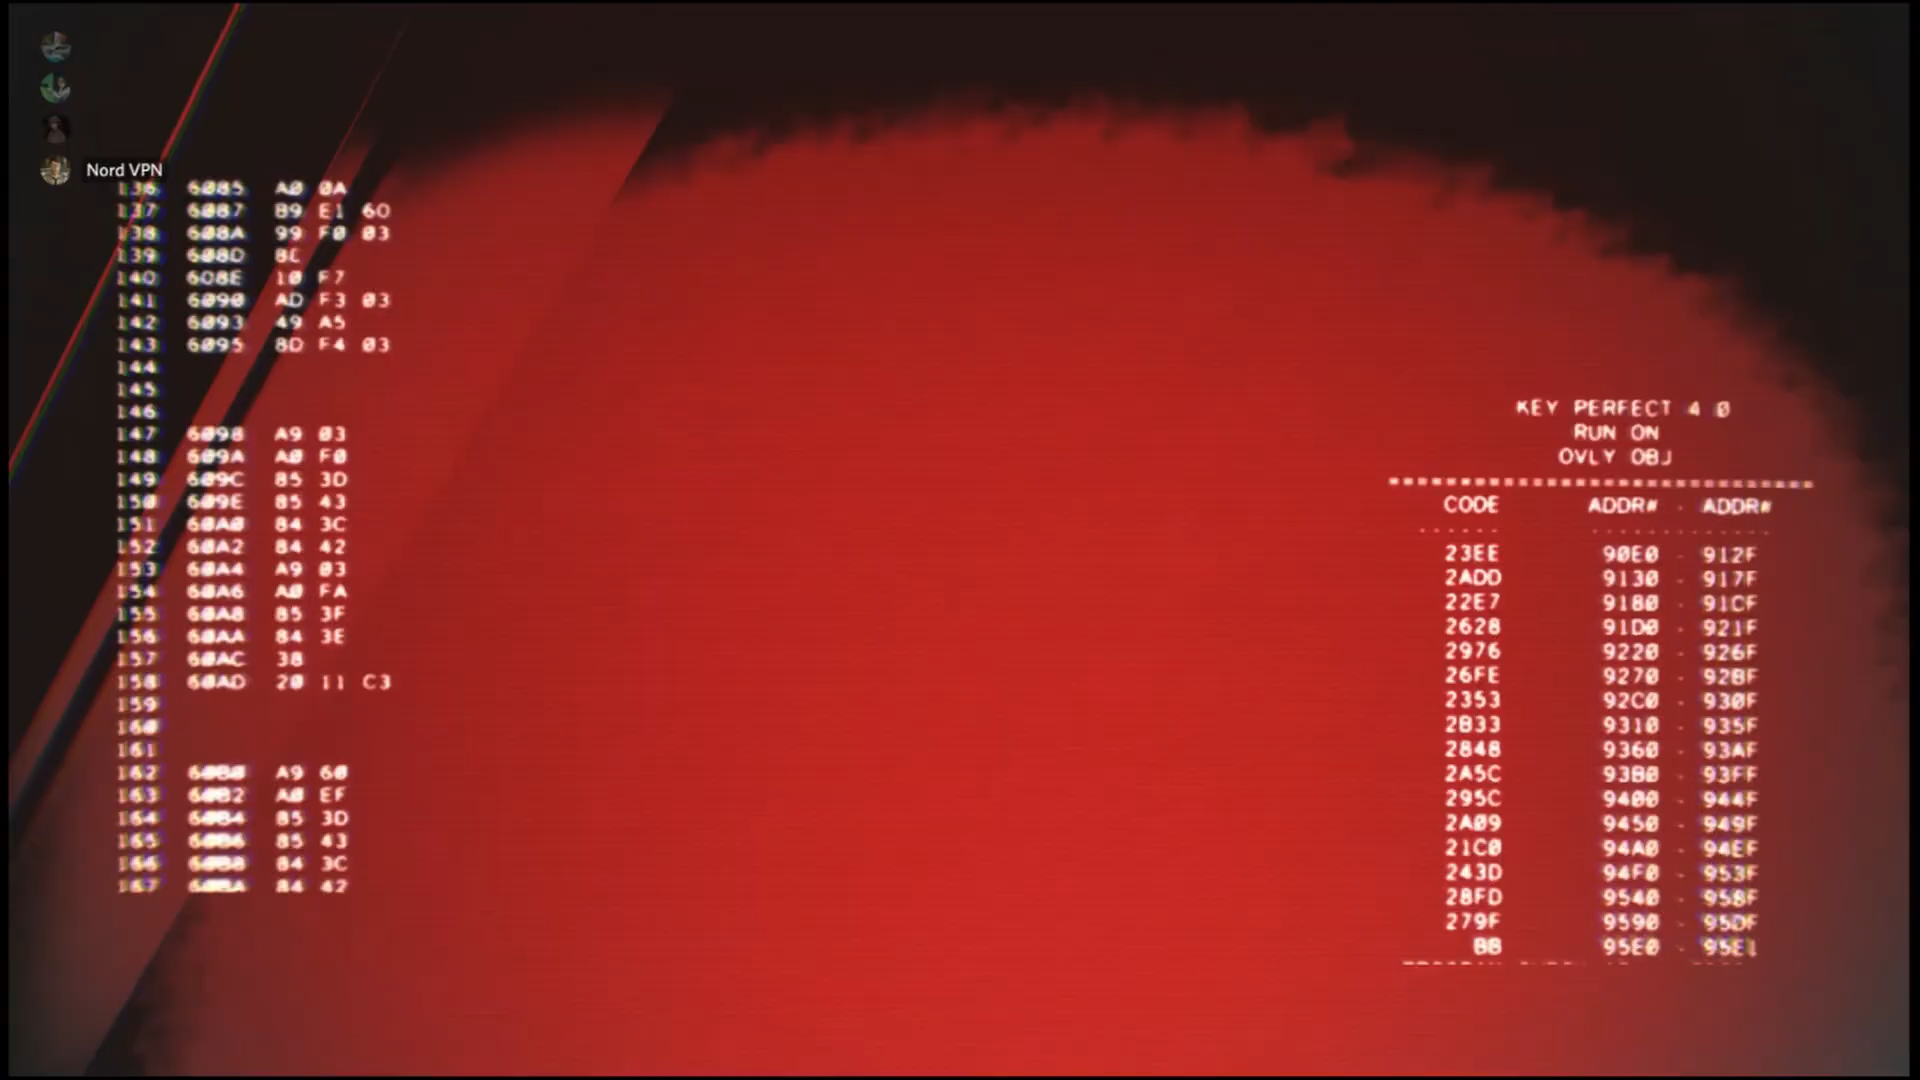 Nord VPN
136 6085 A0 0A
137 6087 B9 E1 60
138 608A 99 F0 03
139 608D 8C
140 608E 10 F7
141 6090 AD F3 03
142 6093 49 A5
143 6095 8D F4 03
144
145
146
147 6098 A9 03
148 609A A0 F0
149 609C 85 3D
150 609E 85 43
151 60A0 84 3C
152 60A2 84 42
153 60A4 A9 03
154 60A6 A0 FA
155 60A8 85 3F
156 60AA 84 3E
157 60AC 38
158 60AD 20 11 C3
159
160
161
162 60B0 A9 60
163 60B2 A0 EF
164 60B4 85 3D
165 60B6 85 43
166 60B8 84 3C
167 60BA 84 42
KEY PERFECT 4 0
RUN ON
OVLY OBJ
CODE ADDR# - ADDR#
23EE 90E0 - 912F
2ADD 9130 - 917F
22E7 9180 - 91CF
2628 91D0 - 921F
2976 9220 - 926F
26FE 9270 - 92BF
2353 92C0 - 930F
2B33 9310 - 935F
2848 9360 - 93AF
2A5C 93B0 - 93FF
295C 9400 - 944F
2A09 9450 - 949F
21C0 94A0 - 94EF
243D 94F0 - 953F
28FD 9540 - 958F
279F 9590 - 95DF
BB 95E0 - 95E1